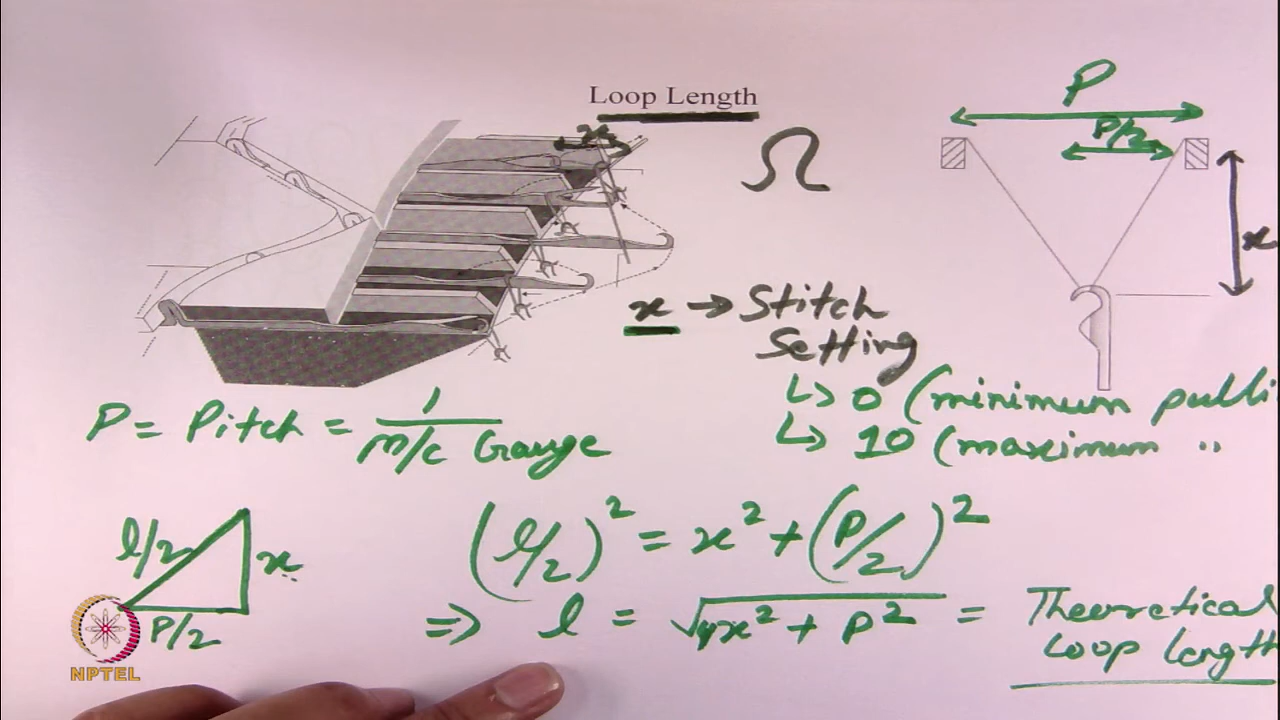 Loop Length
P
P/2
x
Ω
x
x → Stitch
Setting
↳ 0 (minimum pulli
↳ 10 (maximum "
P = Pitch = 1/M/c Gauge
l/2
x
P/2
(l/2)² = x² + (P/2)²
⇒ l = √4x² + P² = Theoretical
Loop length
NPTEL